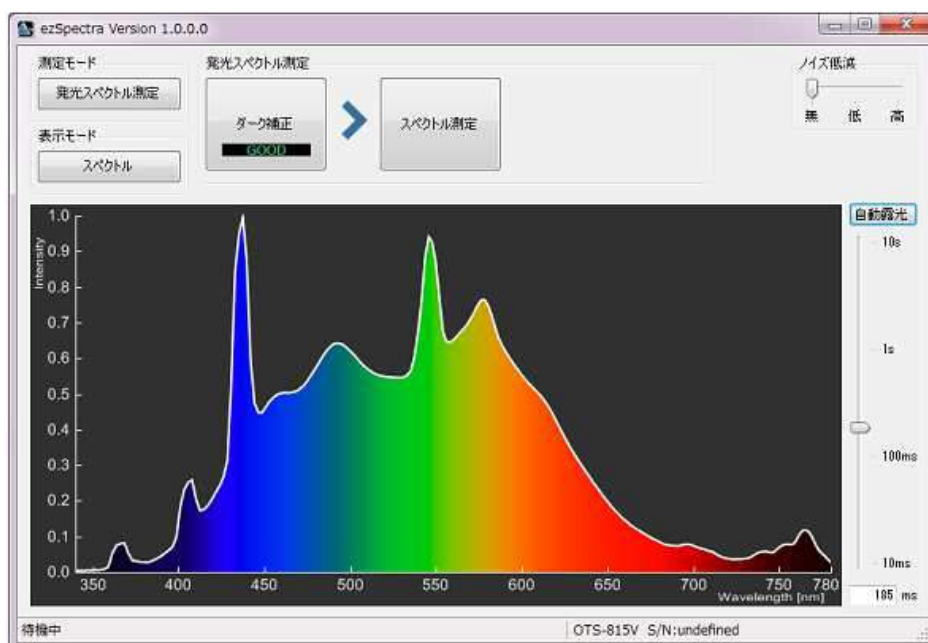 ezSpectra Version 1.0.0.0
測定モード
発光スペクトル測定
表示モード
スペクトル
発光スペクトル測定
ダーク補正
GOOD
スペクトル測定
ノイズ低減
無 低 高
自動露光
10s
1s
100ms
10ms
185 ms
Intensity
1.0
0.9
0.8
0.7
0.6
0.5
0.4
0.3
0.2
0.1
0.0
350 400 450 500 550 600 650 700 750 780
Wavelength [nm]
待機中
OTS-815V S/N:undefined